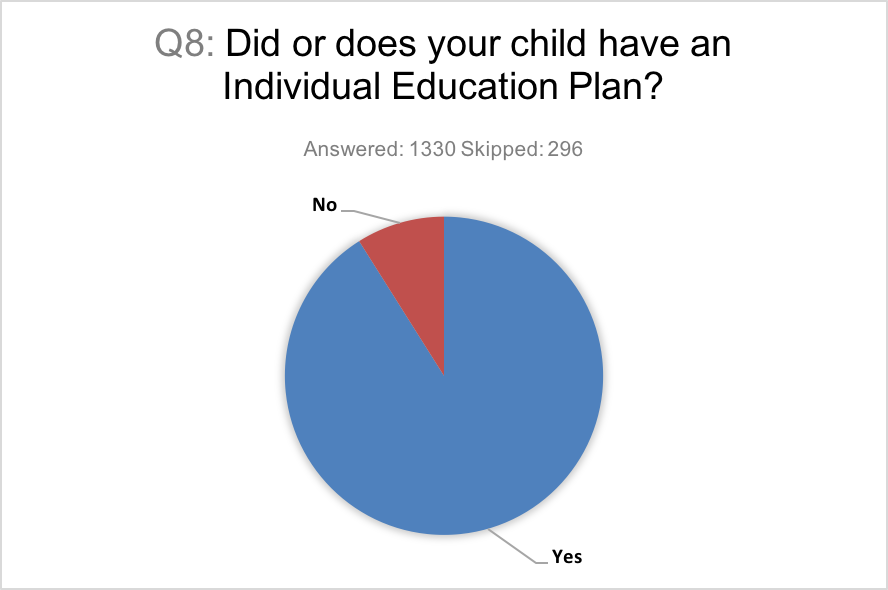 Q8: Did or does your child have an
Individual Education Plan?
Answered: 1330 Skipped: 296
No
Yes